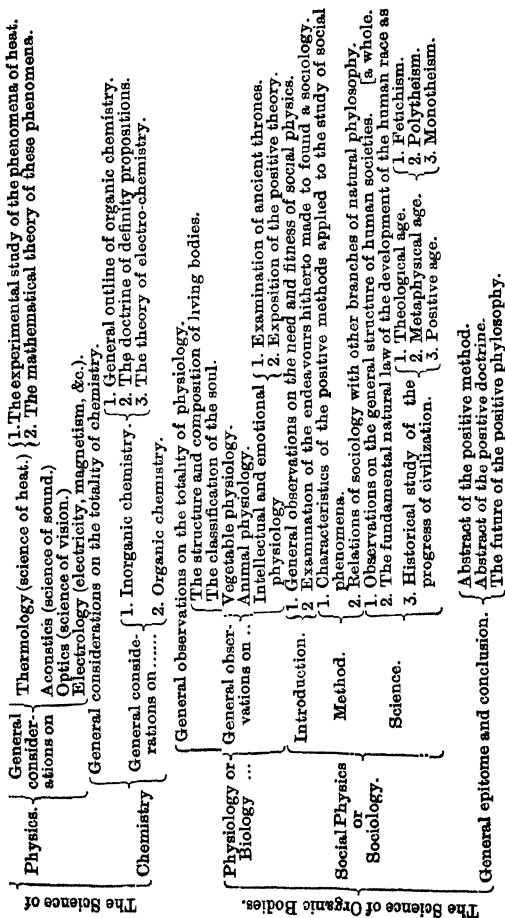 The Science of
Physics.
General consider- ations on
Thermology (science of heat.)
1. The experimental study of the phenomena of heat.
2. The mathematical theory of these phenomena.
Acoustics (science of sound.)
Optics (science of vision.)
Electrology (electricity, magnetism, &c.).
Chemistry
General considerations on the totality of chemistry.
General conside- rations on ......
1. Inorganic chemistry.
1. General outline of organic chemistry.
2. The doctrine of definity propositions.
3. The theory of electro-chemistry.
2. Organic chemistry.
The Science of Organic Bodies.
Physiology or Biology ...
General observations on the totality of physiology.
General obser- vations on ..
The structure and composition of living bodies.
The classification of the soul.
Vegetable physiology.
Animal physiology.
Intellectual and emotional physiology
1. Examination of ancient thrones.
2. Exposition of the positive theory.
Social Physics or Sociology.
Introduction.
1. General observations on the need and fitness of social physics.
2 Examination of the endeavours hitherto made to found a sociology.
Method.
1. Characteristics of the positive methods applied to the study of social
phenomena.
2. Relations of sociology with other branches of natural phylosophy.
Science.
1. Observations on the general structure of human societies. [a whole.
2. The fundamental natural law of the development of the human race as
3. Historical study of the progress of civilization.
1. Theological age.
2. Metaphysical age.
3. Positive age.
1. Fetichism.
2. Polytheism.
3. Monotheism.
General epitome and conclusion.
Abstract of the positive method.
Abstract of the positive doctrine.
The future of the positive phylosophy.